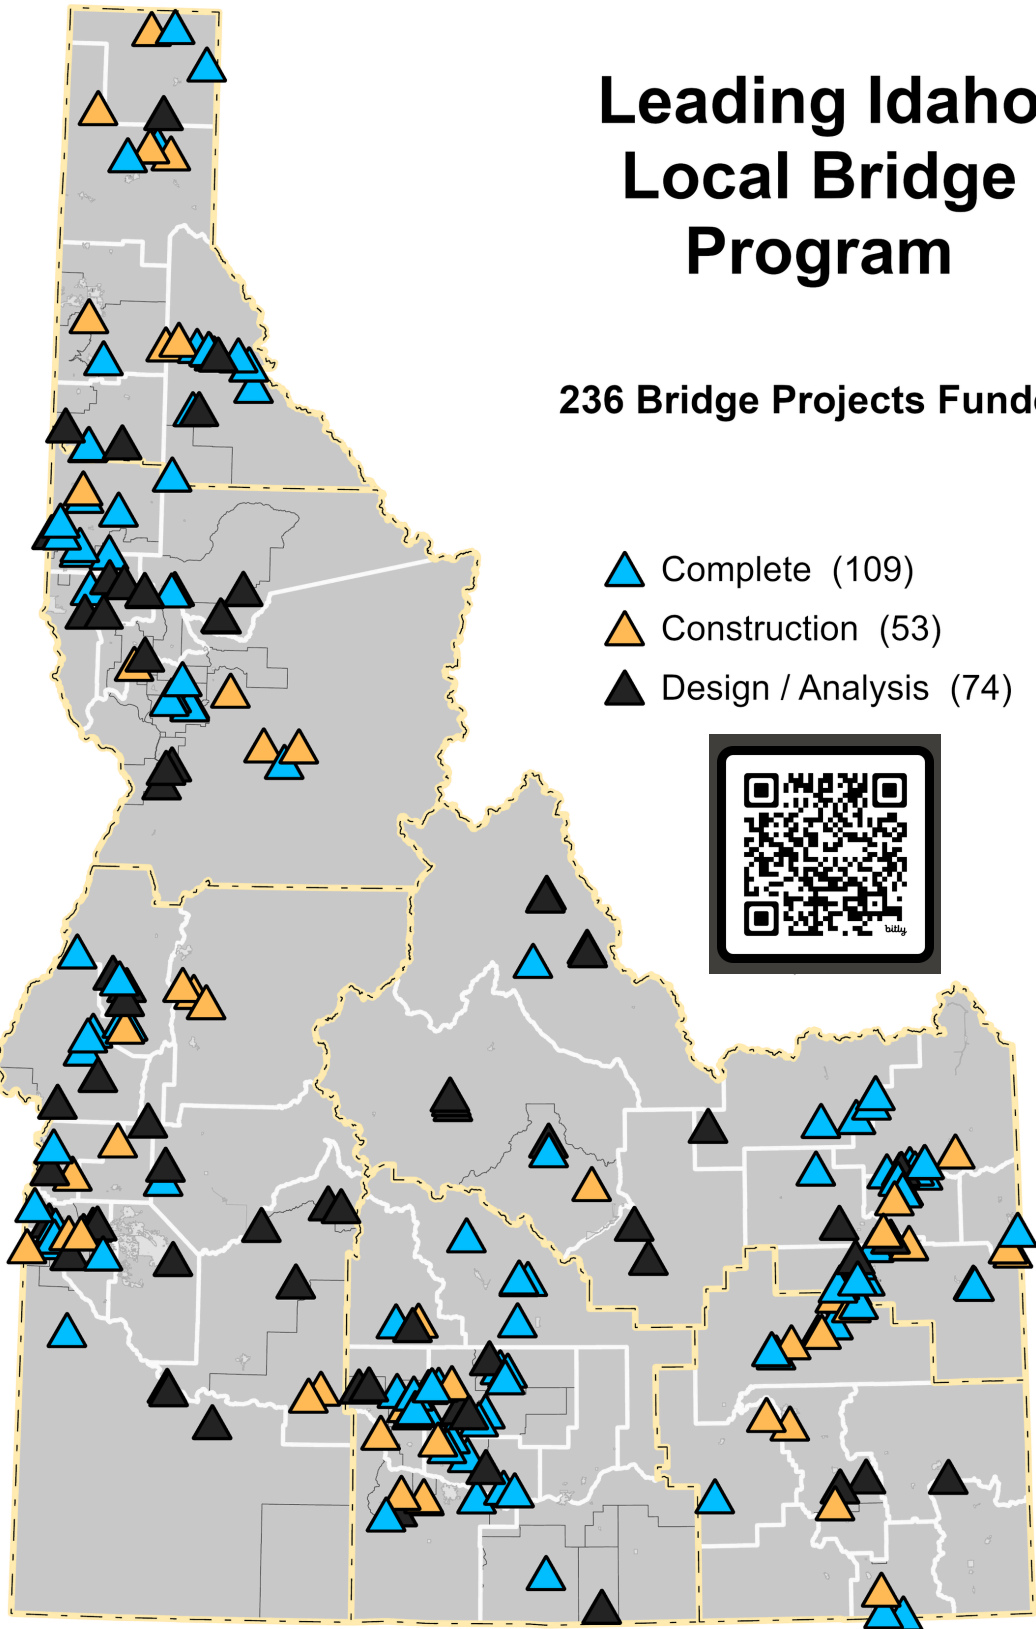 Leading Idaho
Local Bridge
Program
236 Bridge Projects Fund
Complete (109)
Construction (53)
Design / Analysis (74)
bitly